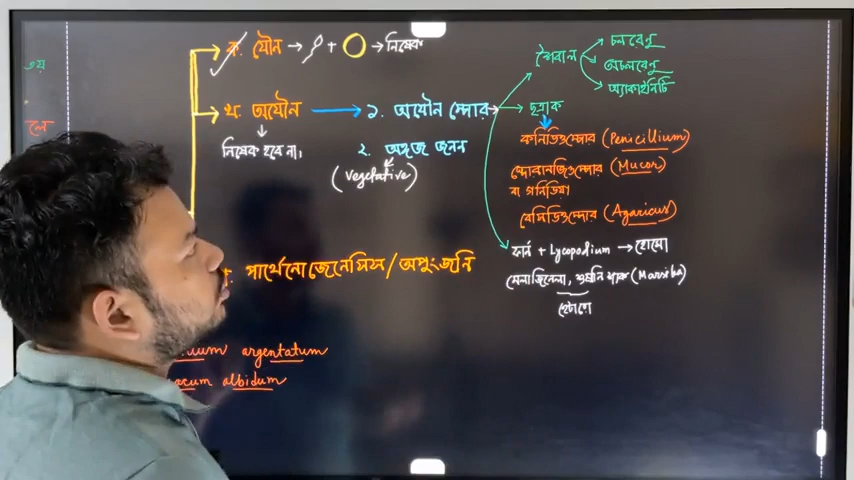 তয়
লে
ক. যৌন → + → নিষেক
খ. অযৌন → ১. অযৌন স্পোর →
নিষেক হবে না।
২. অঙ্গজ জনন
(Vegetative)
শৈবাল
চলরেনু
অচলরেনু
অ্যাকাইনিটি
ছত্রাক
কনিডিওস্পোর (Penicillium)
স্পোরানজিওস্পোর (Mucor)
বা গনিডিয়া
বেসিডিওস্পোর (Agaricus)
ফার্ন + Lycopodium → হোমো
সেলাজিনেলা, শুষনি শাক (Marsilea)
হেটারো
পার্থেনোজেনেসিস/অপুংজনি
argentatum
albidum